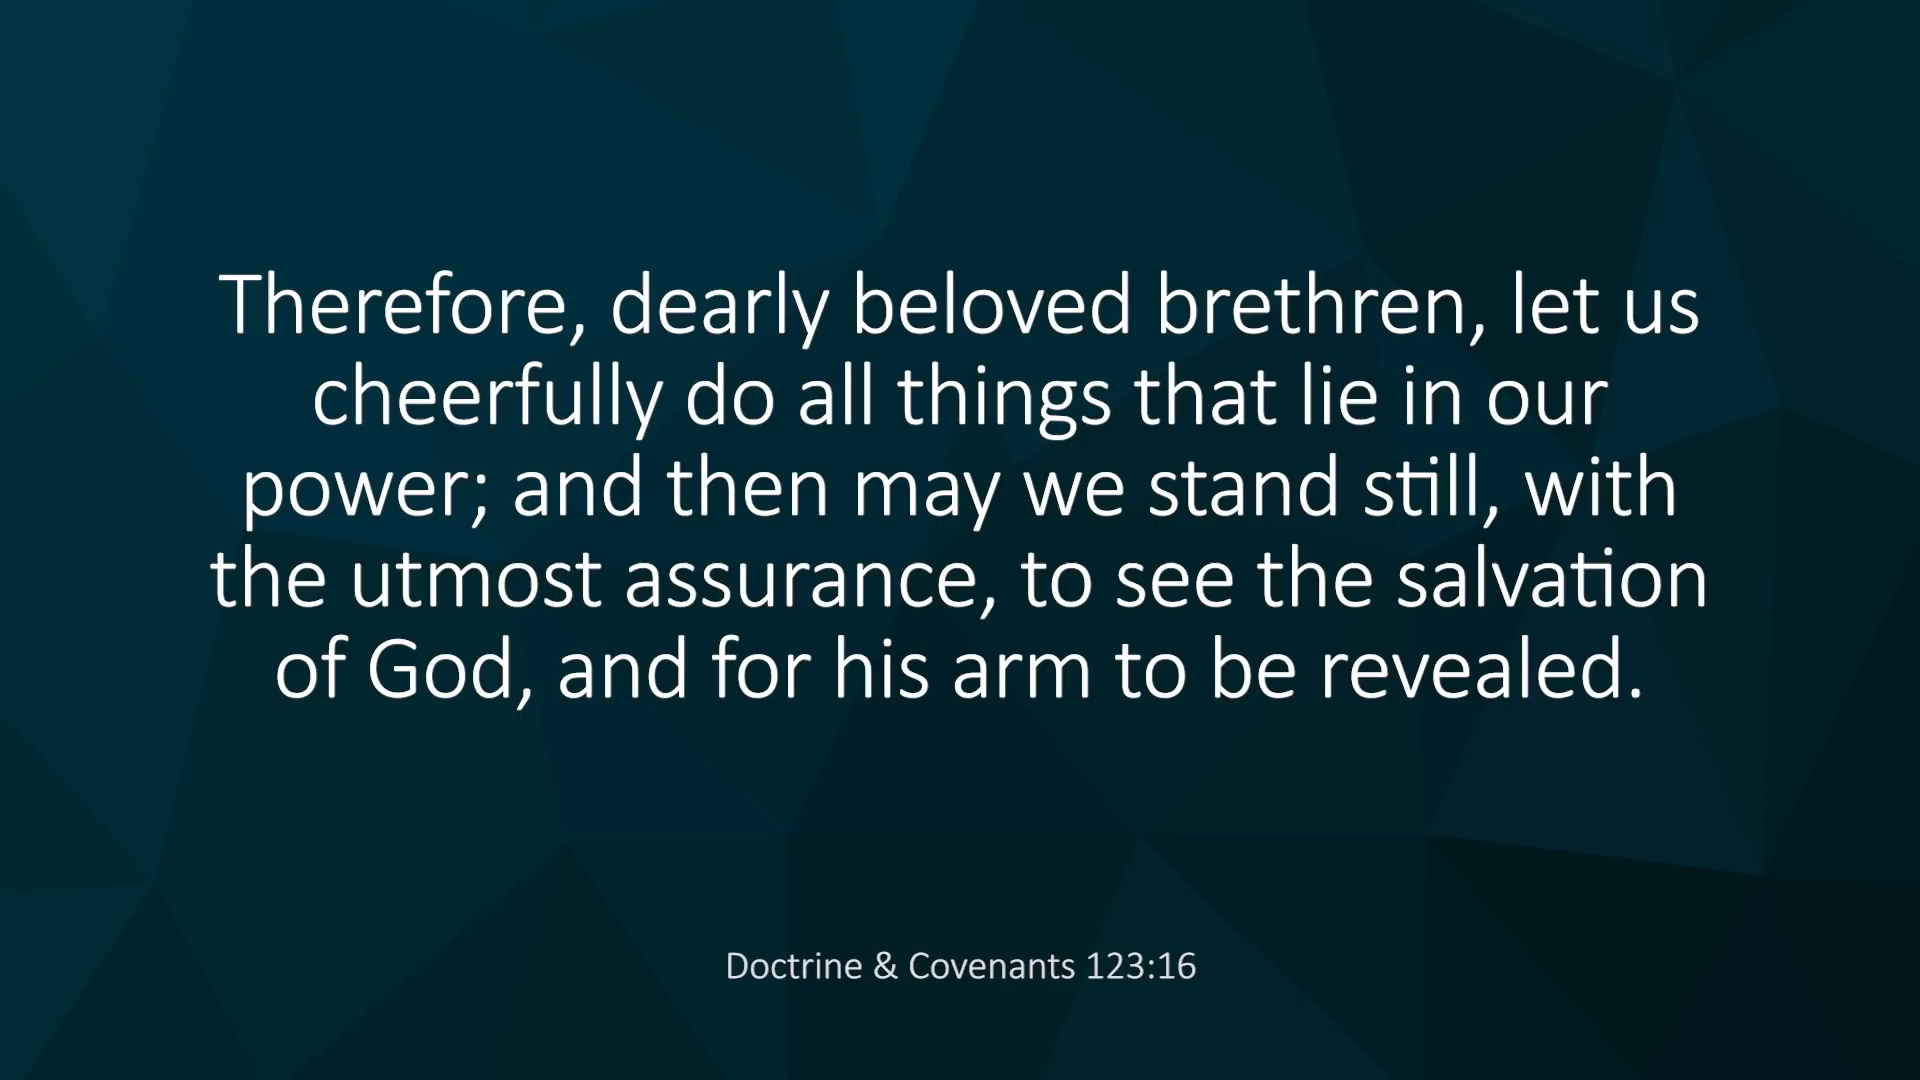 Therefore, dearly beloved brethren, let us
cheerfully do all things that lie in our
power; and then may we stand still, with
the utmost assurance, to see the salvation
of God, and for his arm to be revealed.
Doctrine & Covenants 123:16